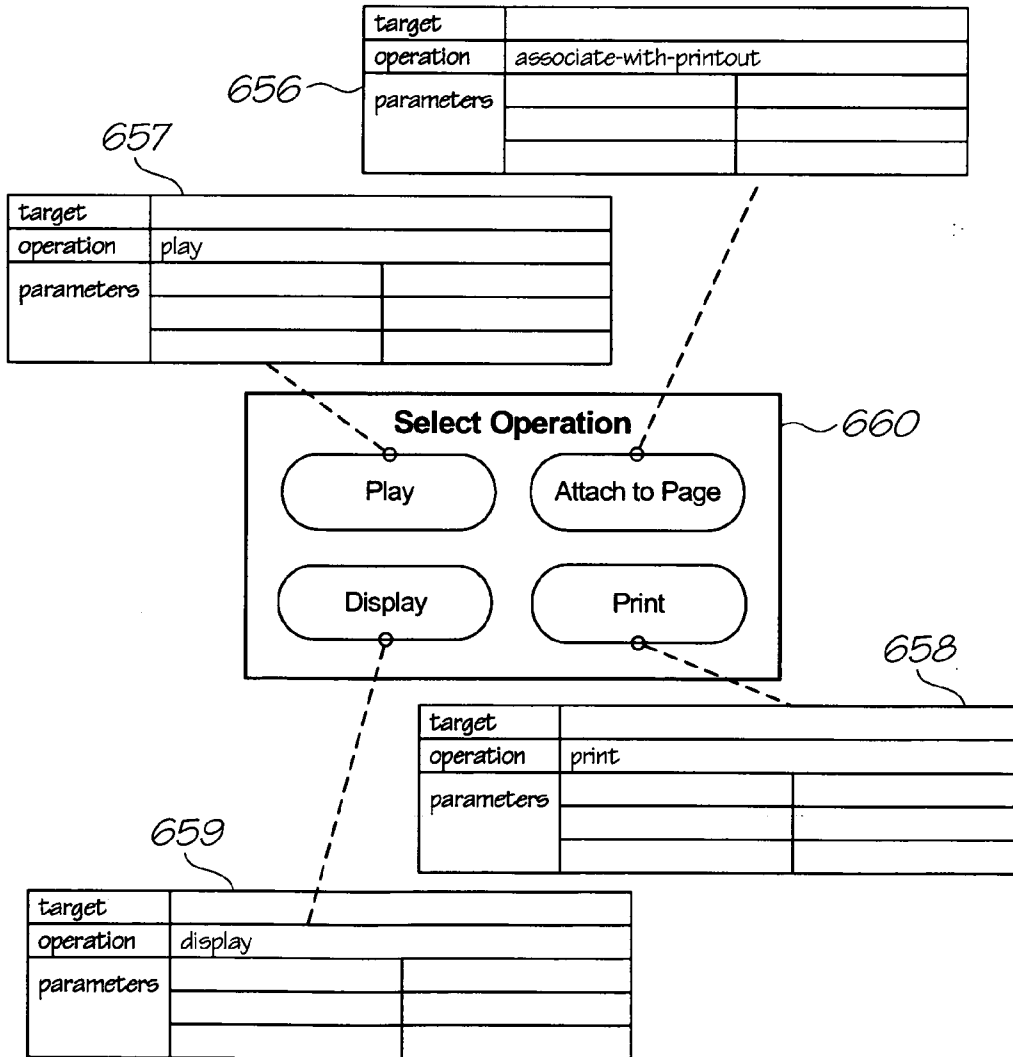 target
operation associate-with-printout
656
parameters
657
target
operation play
parameters
Select Operation
660
Play Attach to Page
Display Print
658
target
operation print
parameters
659
target
operation display
parameters